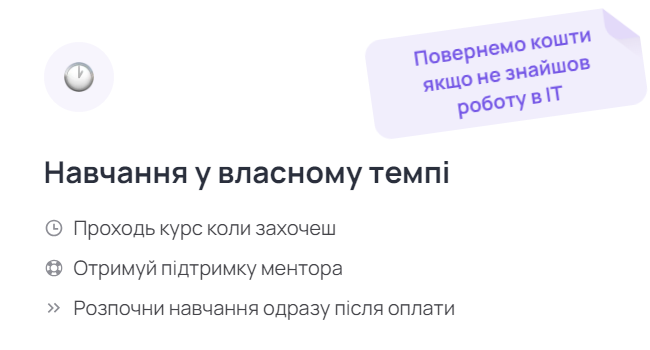 Повернемо кошти
якщо не знайшов
роботу в ІТ
Навчання у власному темпі
Проходь курс коли захочеш
Отримуй підтримку ментора
Розпочни навчання одразу після оплати